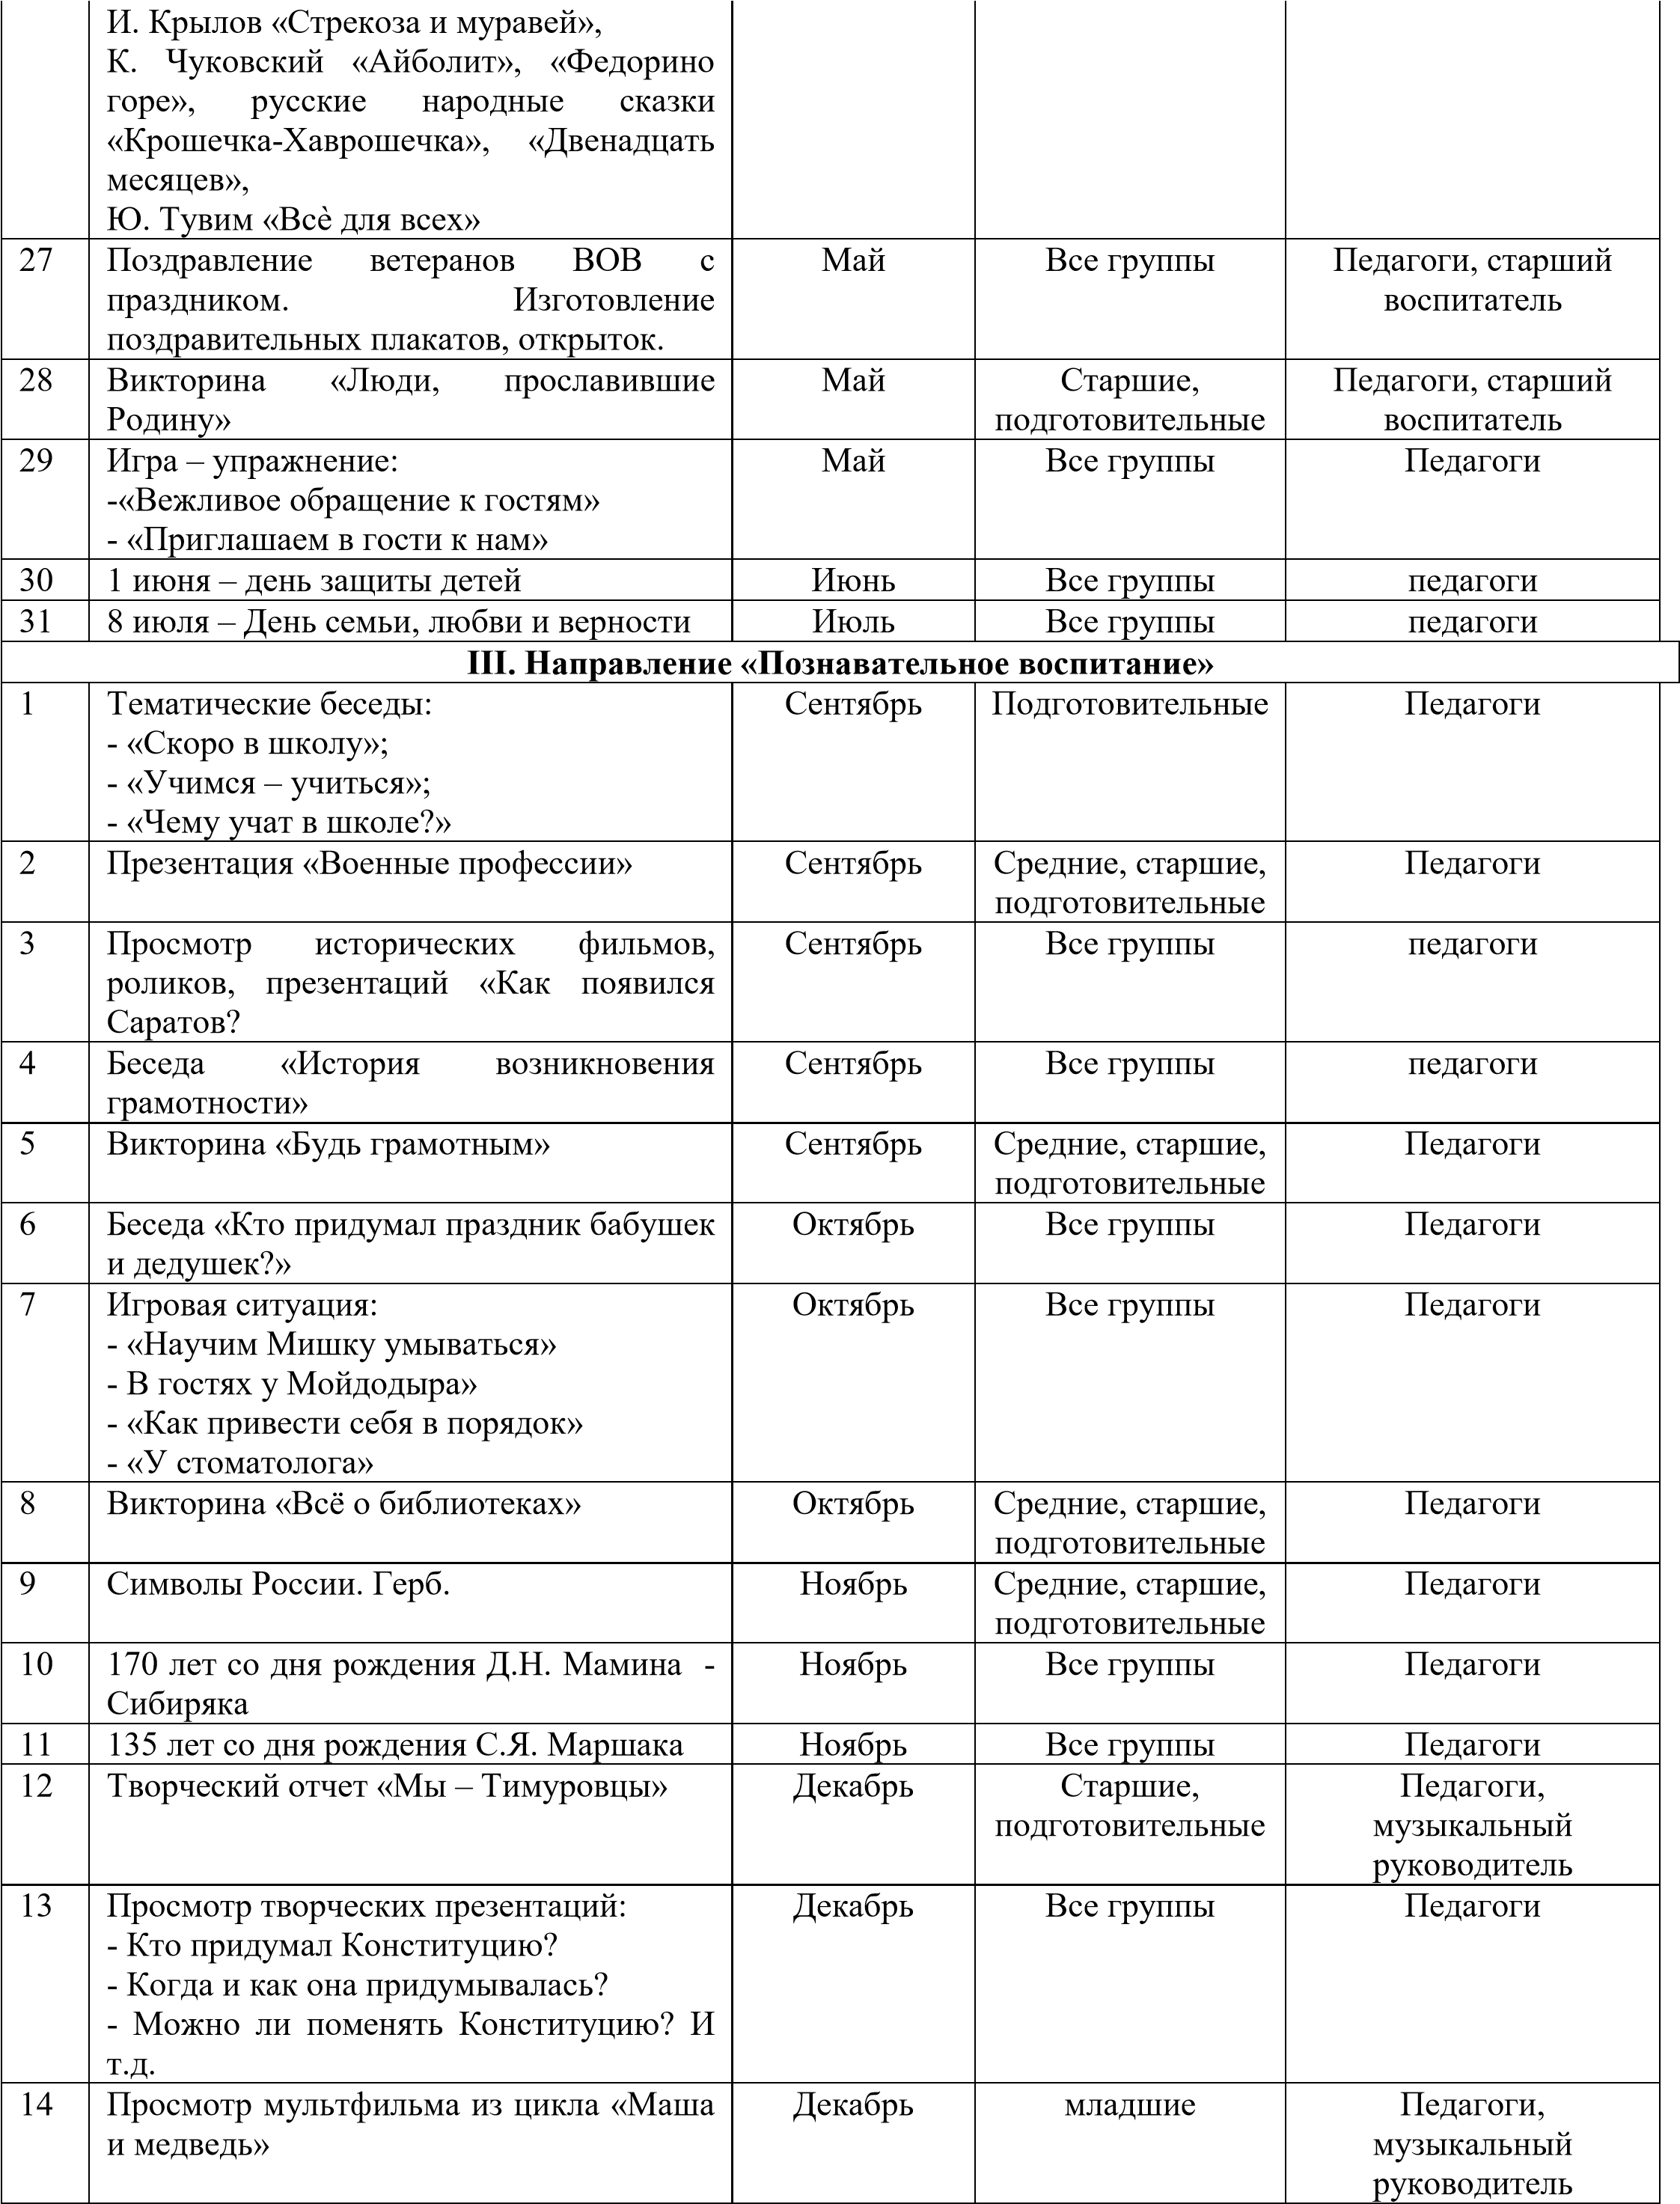 И. Крылов «Стрекоза и муравей»,
К. Чуковский «Айболит», «Федорино
горе», русские народные сказки
«Крошечка-Хаврошечка», «Двенадцать
месяцев»,
Ю. Тувим «Всѐ для всех»
27 Поздравление ветеранов ВОВ с Май Все группы Педагоги, старший
праздником. Изготовление воспитатель
поздравительных плакатов, открыток.
28 Викторина «Люди, прославившие Май Старшие, Педагоги, старший
Родину» подготовительные воспитатель
29 Игра – упражнение: Май Все группы Педагоги
-«Вежливое обращение к гостям»
- «Приглашаем в гости к нам»
30 1 июня – день защиты детей Июнь Все группы педагоги
31 8 июля – День семьи, любви и верности Июль Все группы педагоги
III. Направление «Познавательное воспитание»
1 Тематические беседы: Сентябрь Подготовительные Педагоги
- «Скоро в школу»;
- «Учимся – учиться»;
- «Чему учат в школе?»
2 Презентация «Военные профессии» Сентябрь Средние, старшие, Педагоги
подготовительные
3 Просмотр исторических фильмов, Сентябрь Все группы педагоги
роликов, презентаций «Как появился
Саратов?
4 Беседа «История возникновения Сентябрь Все группы педагоги
грамотности»
5 Викторина «Будь грамотным» Сентябрь Средние, старшие, Педагоги
подготовительные
6 Беседа «Кто придумал праздник бабушек Октябрь Все группы Педагоги
и дедушек?»
7 Игровая ситуация: Октябрь Все группы Педагоги
- «Научим Мишку умываться»
- В гостях у Мойдодыра»
- «Как привести себя в порядок»
- «У стоматолога»
8 Викторина «Всё о библиотеках» Октябрь Средние, старшие, Педагоги
подготовительные
9 Символы России. Герб. Ноябрь Средние, старшие, Педагоги
подготовительные
10 170 лет со дня рождения Д.Н. Мамина - Ноябрь Все группы Педагоги
Сибиряка
11 135 лет со дня рождения С.Я. Маршака Ноябрь Все группы Педагоги
12 Творческий отчет «Мы – Тимуровцы» Декабрь Старшие, Педагоги,
подготовительные музыкальный
руководитель
13 Просмотр творческих презентаций: Декабрь Все группы Педагоги
- Кто придумал Конституцию?
- Когда и как она придумывалась?
- Можно ли поменять Конституцию? И
т.д.
14 Просмотр мультфильма из цикла «Маша Декабрь младшие Педагоги,
и медведь» музыкальный
руководитель